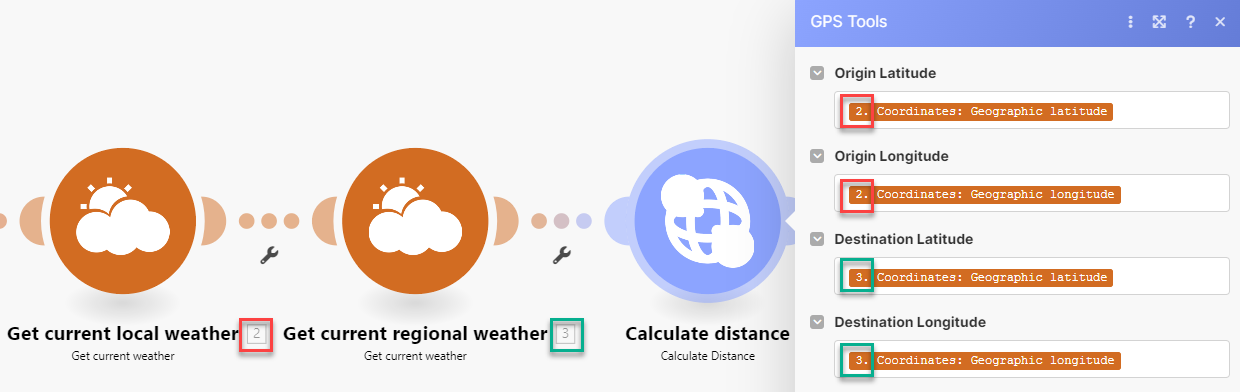 Get current local weather 2
Get current weather
Get current regional weather 3
Get current weather
Calculate distance
Calculate Distance
GPS Tools
?
Origin Latitude
2. Coordinates: Geographic latitude
Origin Longitude
2. Coordinates: Geographic longitude
Destination Latitude
3. Coordinates: Geographic latitude
Destination Longitude
3. Coordinates: Geographic longitude